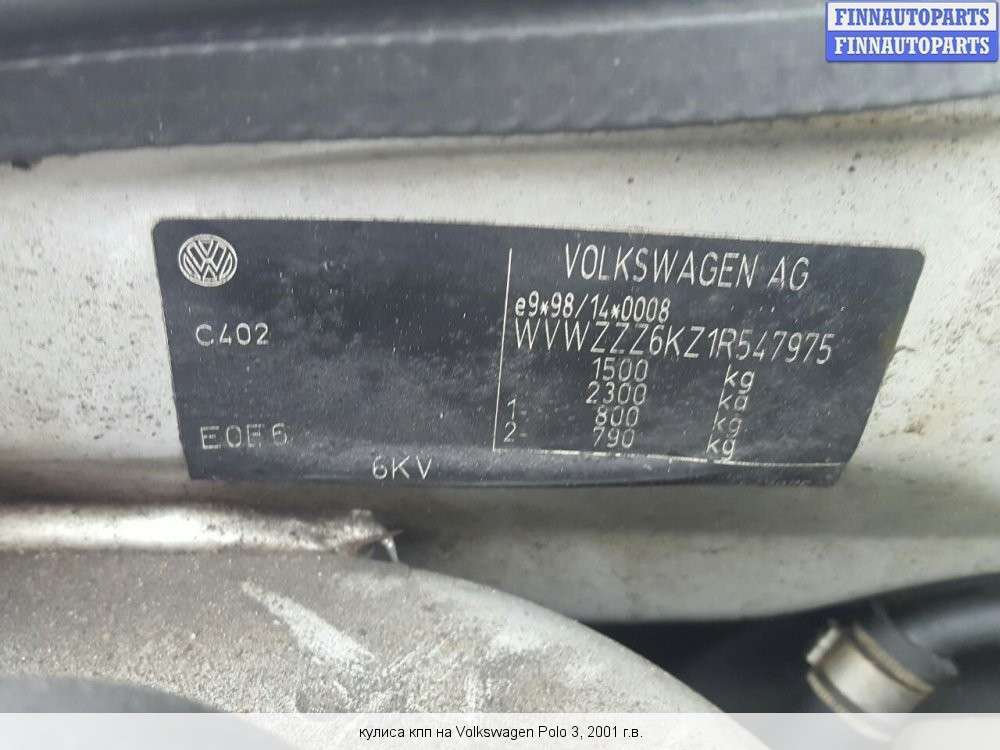 FINNAUTOPARTS
FINNAUTOPARTS
VOLKSWAGEN AG
e9*98/14*0008
C402
WVWZZZ6KZ1R547975
1500 kg
2300 kg
1- 800 kg
2- 790 kg
6KV
кулиса кпп на Volkswagen Polo 3, 2001 г.в.